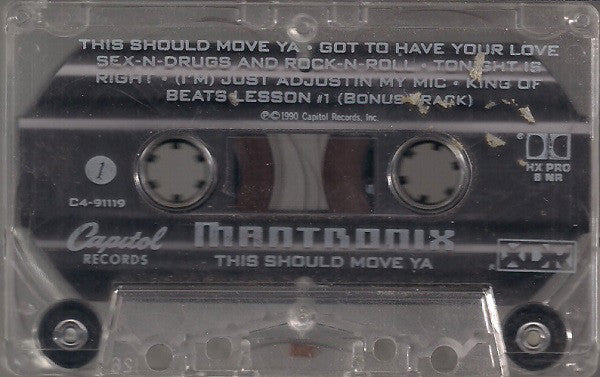 THIS SHOULD MOVE YA • GOT TO HAVE YOUR LOVE
SEX-N-DRUGS AND ROCK-N-ROLL • TONIGHT IS
RIGHT • (I'M) JUST ADJUSTIN MY MIC • KING OF
BEATS LESSON #1 (BONUS TRACK)
℗©1990 Capitol Records, Inc.
1
HX PRO
B NR
C4-91119
Capitol
RECORDS
MANTRONIX
THIS SHOULD MOVE YA
XDR